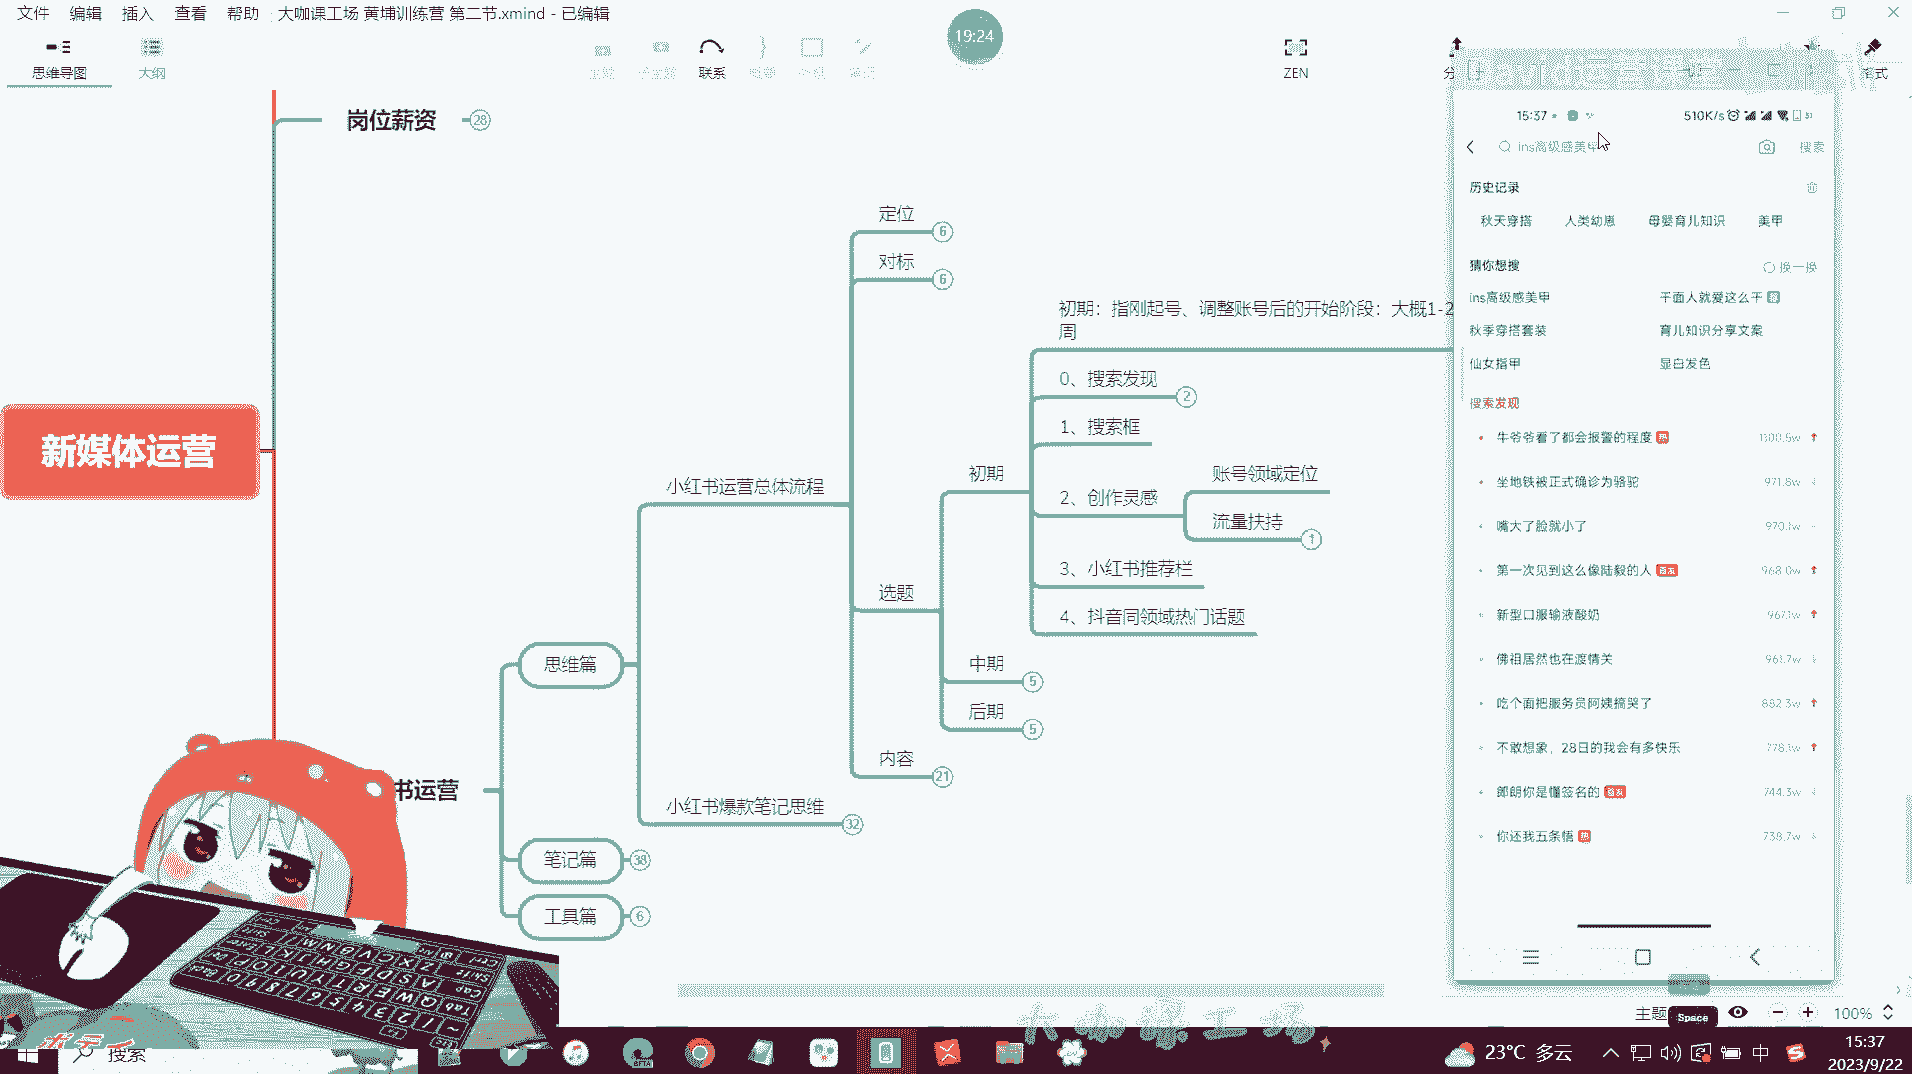 文件 编辑 插入 查看 帮助 大咖课工场 黄埔训练营 第二节.xmind - 已编辑
19:24
思维导图
大纲
联系
ZEN
岗位薪资 28
定位 6
对标 6
初期：指刚起号、调整账号后的开始阶段：大概1-2
周
0、搜索发现 2
1、搜索框
初期
2、创作灵感
账号领域定位
流量扶持 1
3、小红书推荐栏
4、抖音同领域热门话题
选题
中期 5
后期 5
内容 21
小红书运营总体流程
小红书爆款笔记思维 32
新媒体运营
思维篇
书运营
笔记篇 38
工具篇 6
15:37
510K/s
ins高级感美甲
搜索
历史记录
秋天穿搭 人类幼崽 母婴育儿知识 美甲
猜你想搜 换一换
ins高级感美甲 干面人就爱这么干
秋季穿搭套装 育儿知识分享文案
仙女指甲 显白发色
搜索发现
牛爷爷看了都会报警的程度 热 1100.5w
坐地铁被正式确诊为骆驼 971.8w
嘴大了脸就小了 970.1w
第一次见到这么像陆毅的人 首发 968.0w
新型口服输液酸奶 967.1w
佛祖居然也在渡情关 961.7w
吃个面把服务员阿姨搞哭了 882.3w
不敢想象，28日的我会有多快乐 778.1w
郎朗你是懂签名的 首发 744.3w
你还我五条悟 热 738.7w
大咖课工场
主题
Space
100%
搜索
23°C 多云
中
15:37
2023/9/22